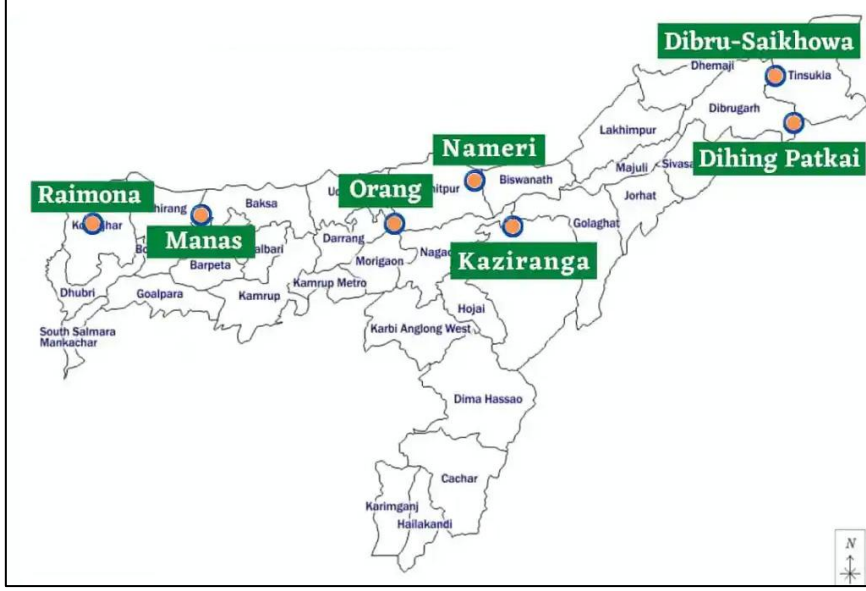 Dibru-Saikhowa
Dhemaji
Tinsukia
Dibrugarh
Lakhimpur
Nameri
Majuli
Dihing Patkai
Biswanath
Raimona
Orang
Jorhat
Baksa
Golaghat
Manas
Darrang
Kaziranga
Morigaon
Barpeta
Kamrup Metro
Dhubri
Goalpara
Kamrup
Hojai
South Salmara
Mankachar
Karbi Anglong West
Dima Hassao
Cachar
Karimganj
Hailakandi
N